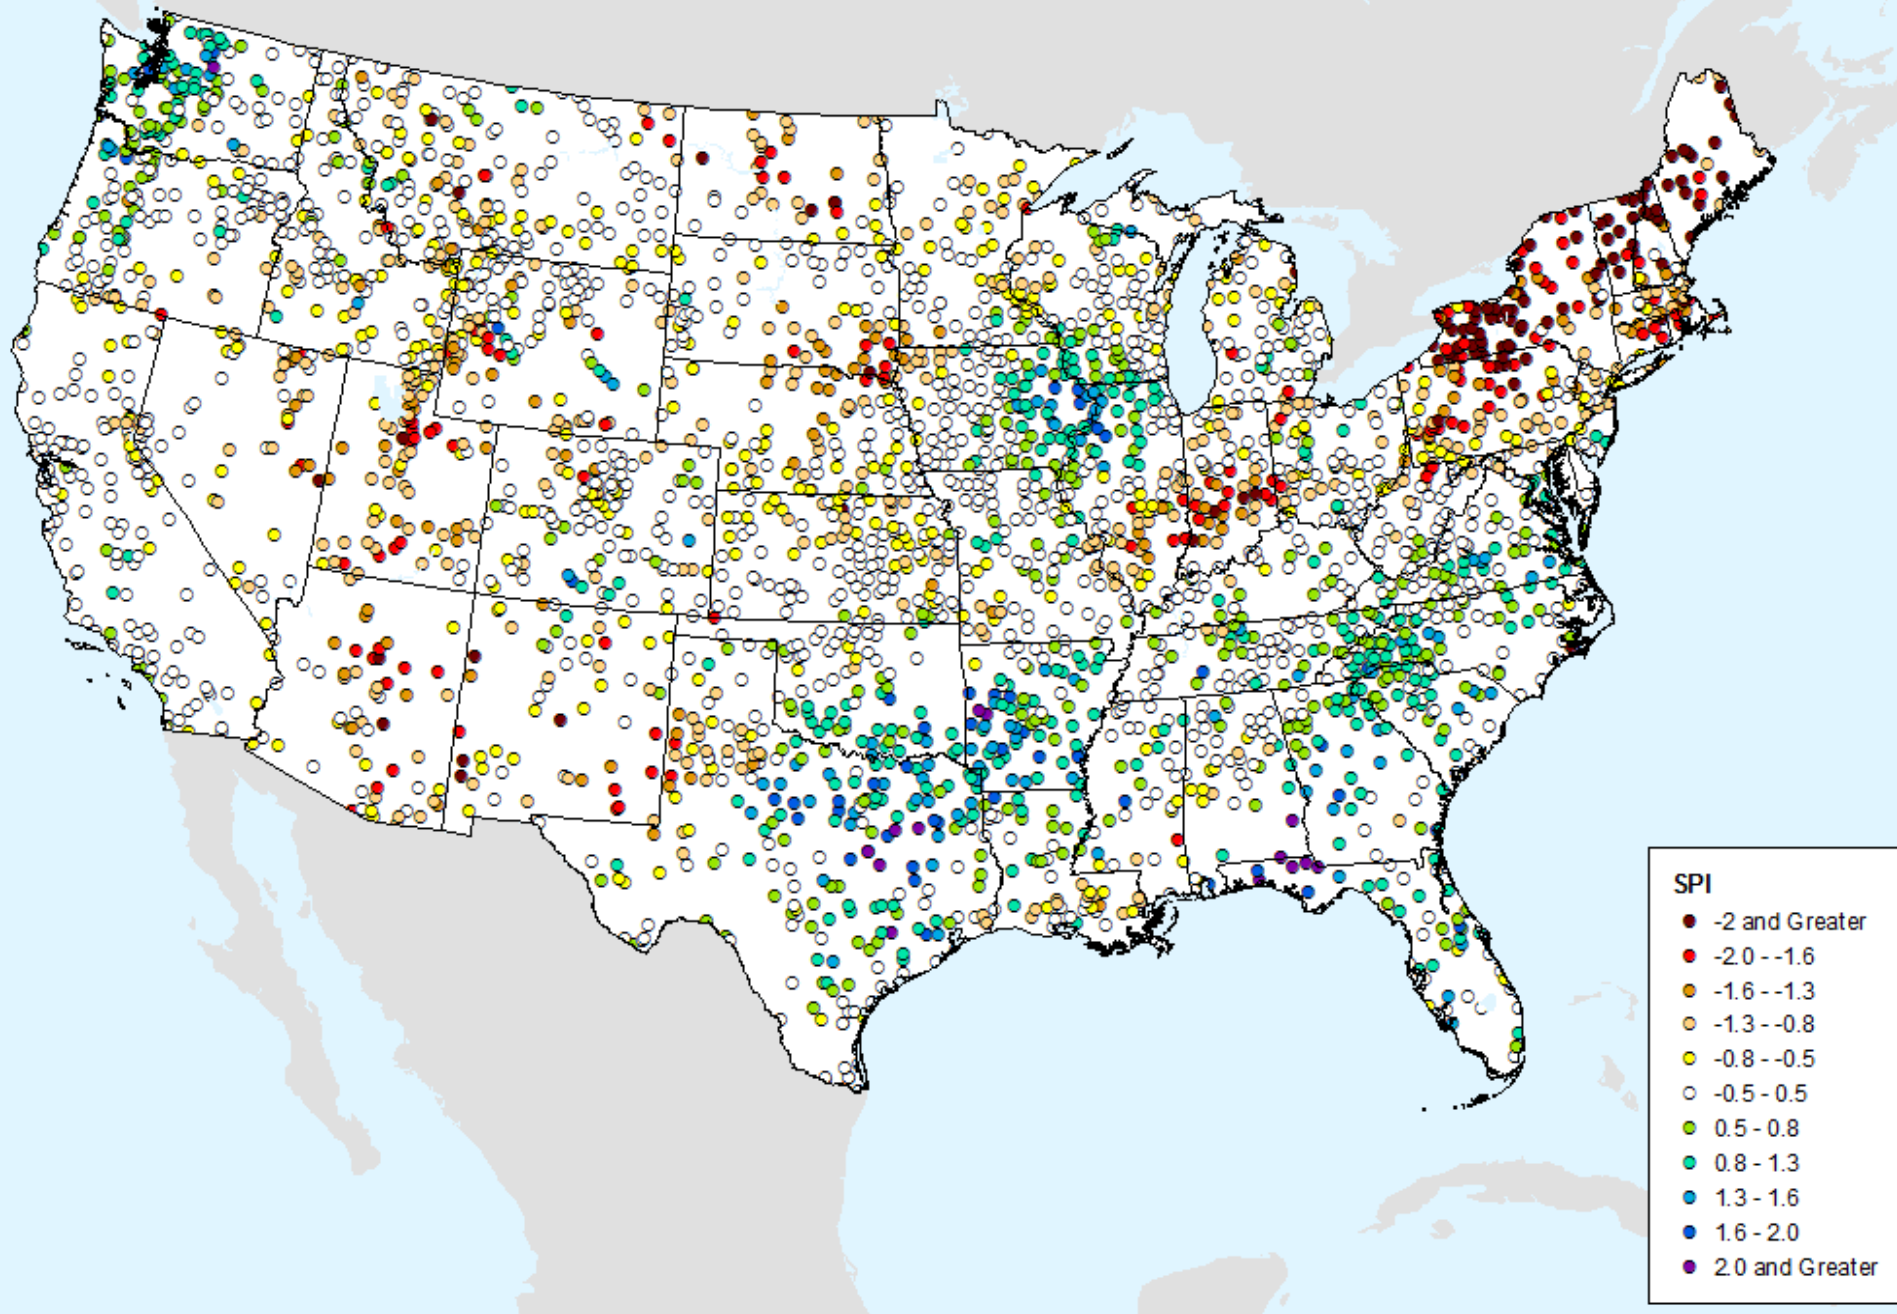 SPI
-2 and Greater
-2.0 - -1.6
-1.6 - -1.3
-1.3 - -0.8
-0.8 - -0.5
-0.5 - 0.5
0.5 - 0.8
0.8 - 1.3
1.3 - 1.6
1.6 - 2.0
2.0 and Greater